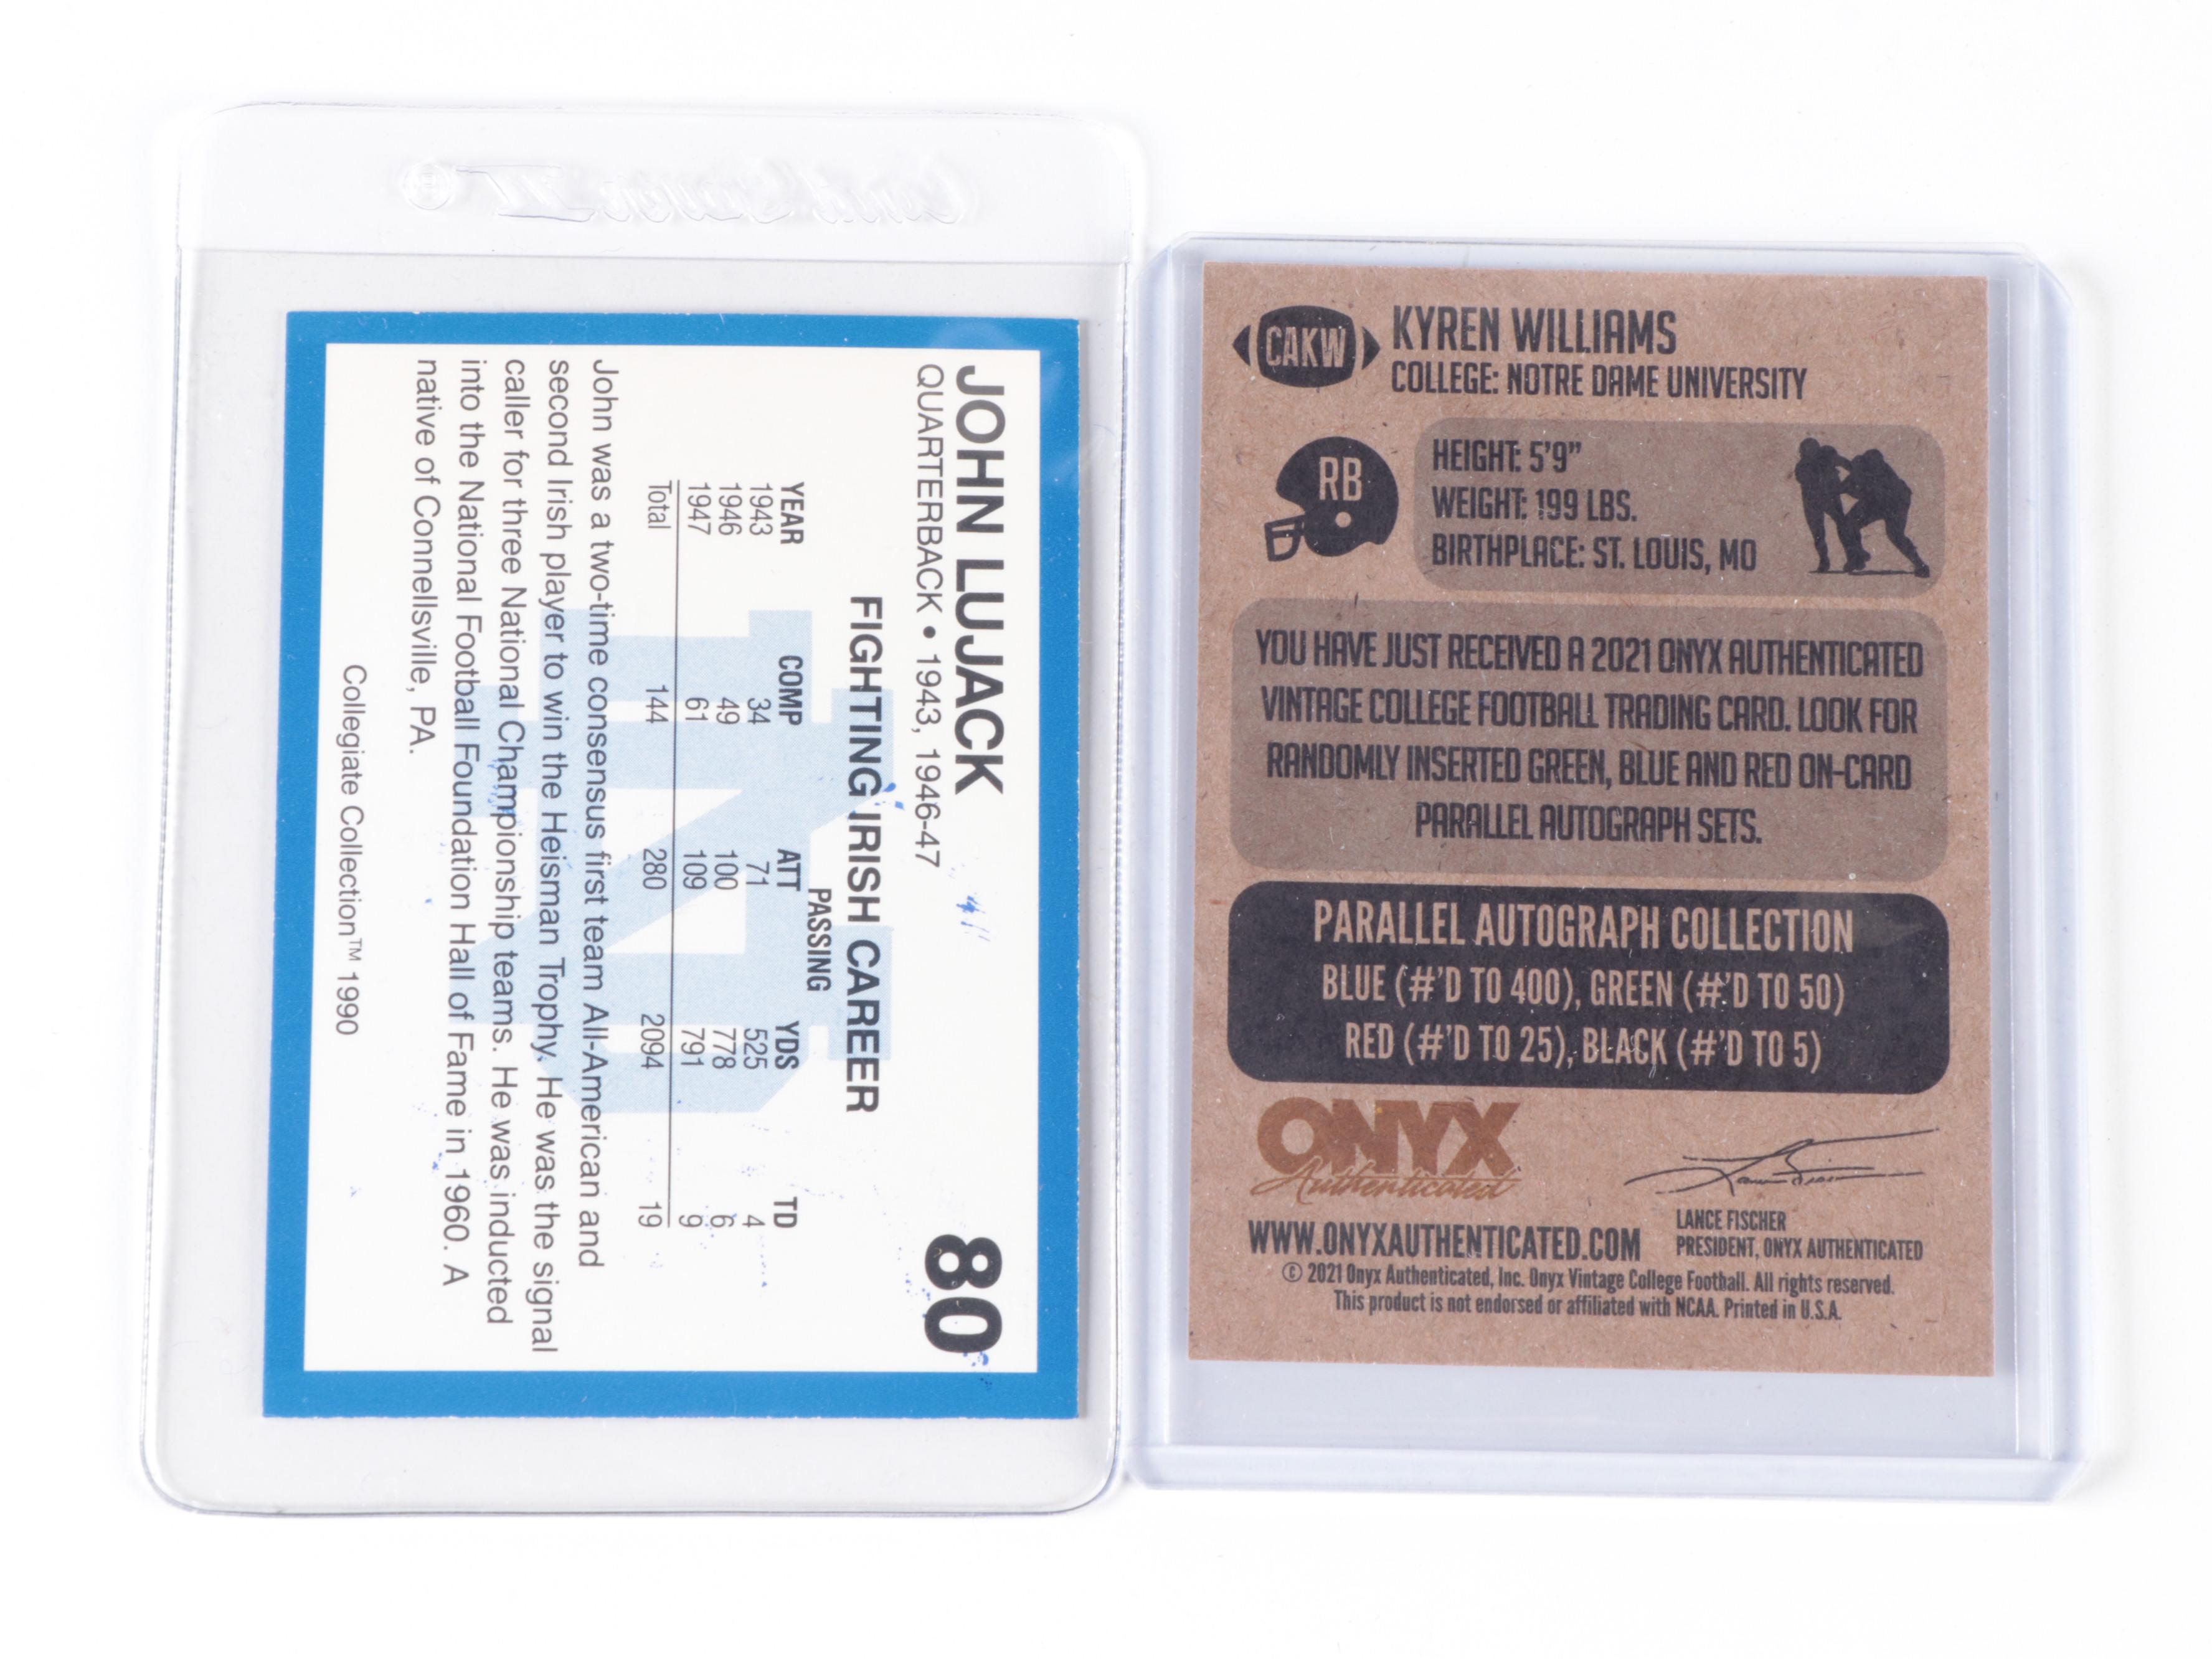 JOHN LUJACK
80
QUARTERBACK • 1943, 1946-47
FIGHTING IRISH CAREER
PASSING
YEAR COMP ATT YDS TD
1943 34 71 525 4
1946 49 100 778 6
1947 61 109 791 9
Total 144 280 2094 19
John was a two-time consensus first team All-American and
second Irish player to win the Heisman Trophy. He was the signal
caller for three National Championship teams. He was inducted
into the National Football Foundation Hall of Fame in 1960. A
native of Connellsville, PA.
Collegiate Collection™ 1990
ND
CAKW
KYREN WILLIAMS
COLLEGE: NOTRE DAME UNIVERSITY
RB
HEIGHT: 5'9"
WEIGHT: 199 LBS.
BIRTHPLACE: ST. LOUIS, MO
YOU HAVE JUST RECEIVED A 2021 ONYX AUTHENTICATED
VINTAGE COLLEGE FOOTBALL TRADING CARD. LOOK FOR
RANDOMLY INSERTED GREEN, BLUE AND RED ON-CARD
PARALLEL AUTOGRAPH SETS.
PARALLEL AUTOGRAPH COLLECTION
BLUE (#'D TO 400), GREEN (#'D TO 50)
RED (#'D TO 25), BLACK (#'D TO 5)
ONYX
Authenticated
WWW.ONYXAUTHENTICATED.COM
LANCE FISCHER
PRESIDENT, ONYX AUTHENTICATED
© 2021 Onyx Authenticated, Inc. Onyx Vintage College Football. All rights reserved.
This product is not endorsed or affiliated with NCAA. Printed in U.S.A.